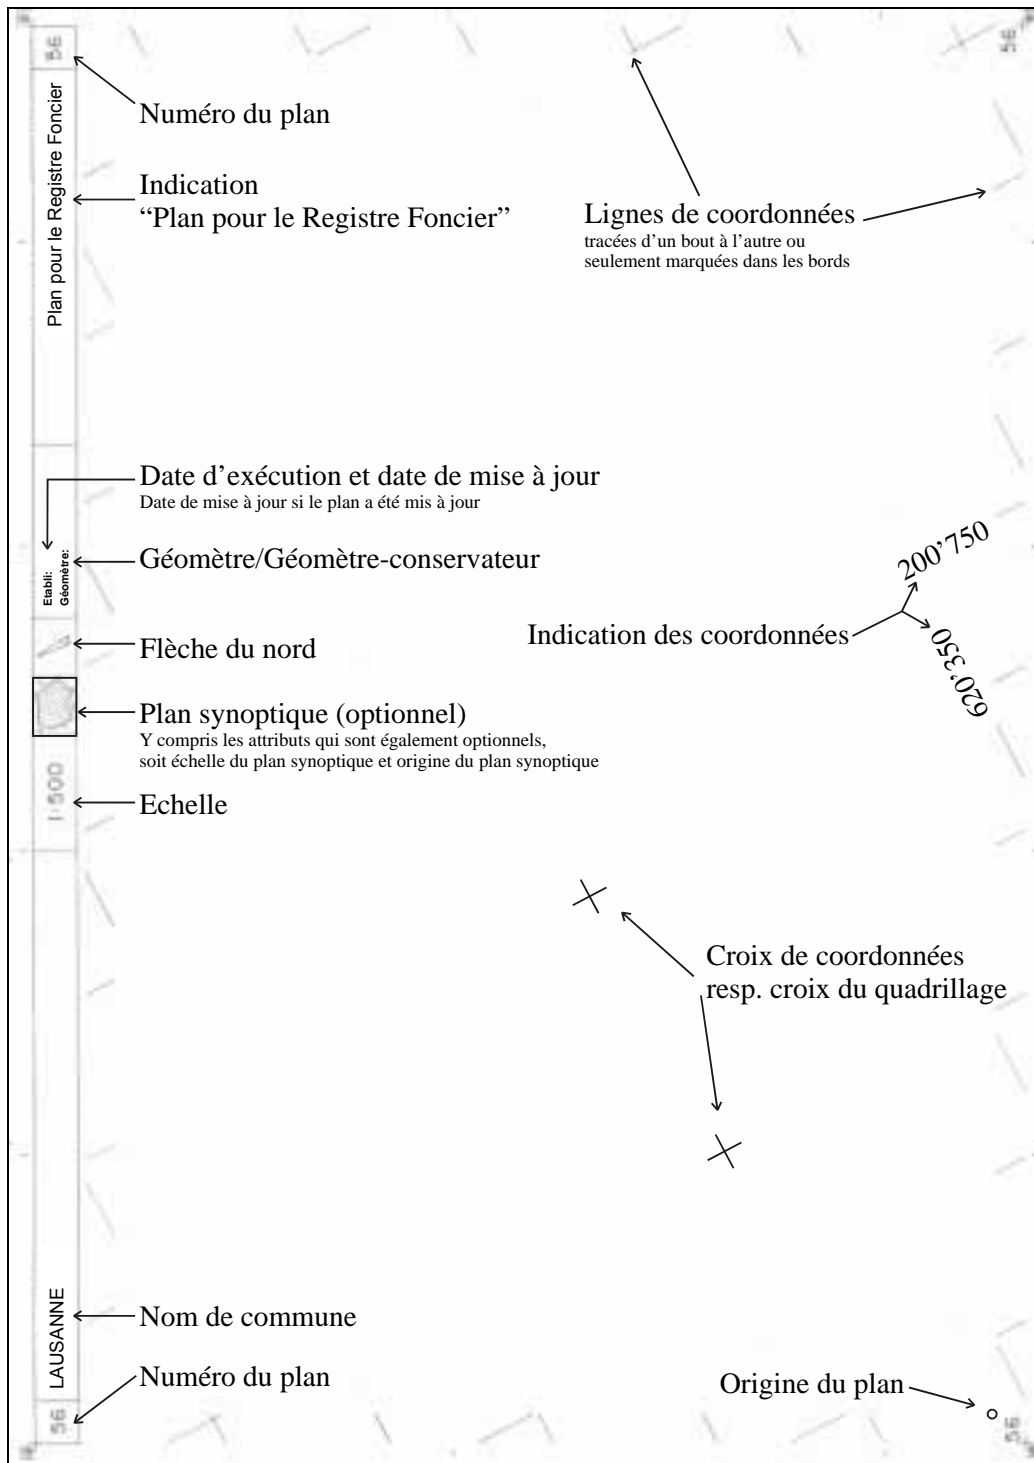 56
56
Numéro du plan
Plan pour le Registre Foncier
Indication
“Plan pour le Registre Foncier”
Lignes de coordonnées
tracées d’un bout à l’autre ou
seulement marquées dans les bords
Date d’exécution et date de mise à jour
Date de mise à jour si le plan a été mis à jour
Etabli:
Géomètre:
Géomètre/Géomètre-conservateur
200’750
Indication des coordonnées
620’350
Flèche du nord
Plan synoptique (optionnel)
Y compris les attributs qui sont également optionnels,
soit échelle du plan synoptique et origine du plan synoptique
1:500
Echelle
Croix de coordonnées
resp. croix du quadrillage
LAUSANNE
Nom de commune
Numéro du plan
Origine du plan
56
56